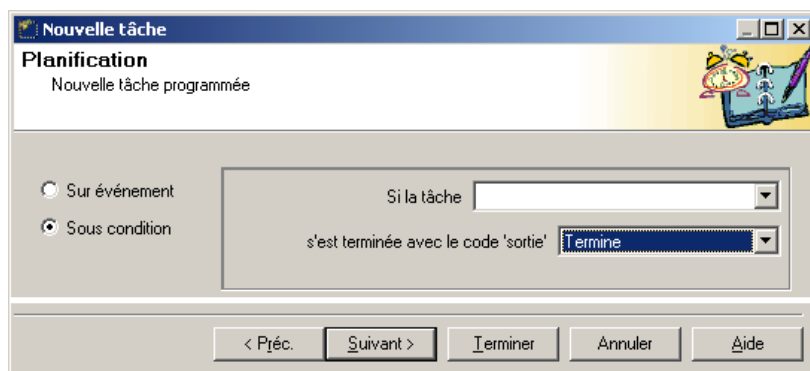 Nouvelle tâche
Planification
Nouvelle tâche programmée
Sur événement
Sous condition
Si la tâche
s'est terminée avec le code 'sortie' Termine
< Préc. Suivant > Terminer Annuler Aide